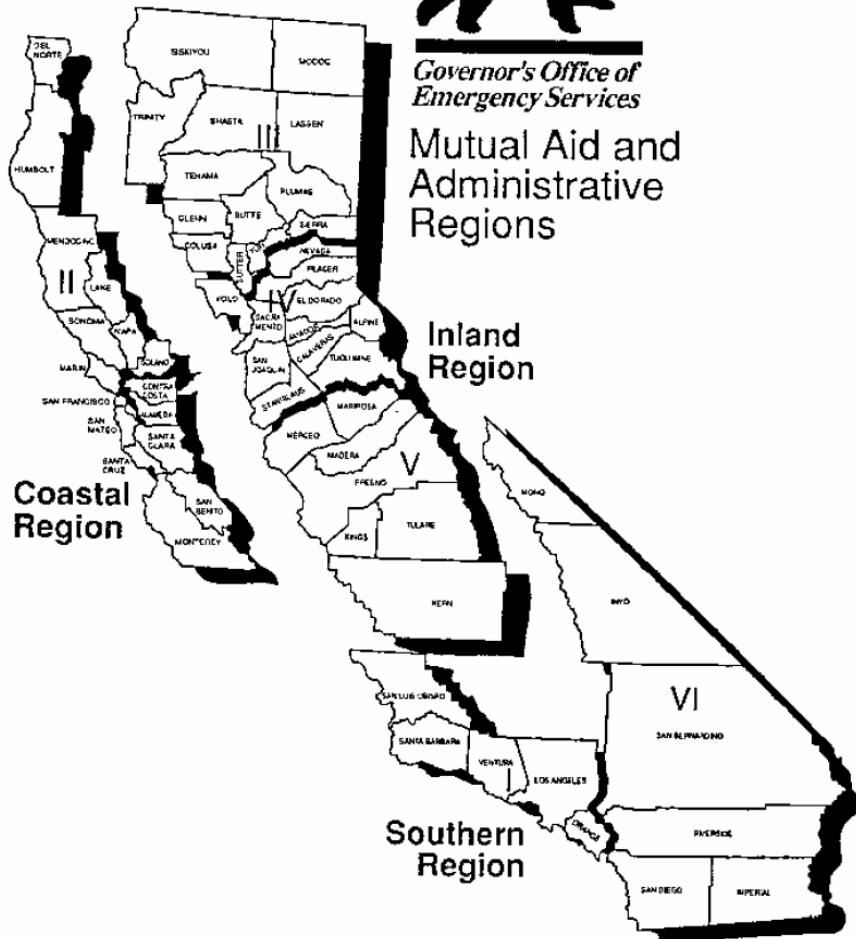 Governor's Office of
Emergency Services
Mutual Aid and
Administrative
Regions
DEL
NORTE
SISKIYOU
MODOC
TRINITY
SHASTA
LASSEN
III
HUMBOLT
TEHAMA
PLUMAS
GLENN
BUTTE
SIERRA
MENDOCINO
COLUSA
SUTTER
YUBA
NEVADA
PLACER
II
LAKE
YOLO
IV
EL DORADO
SONOMA
NAPA
SACRA
MENTO
AMADOR
ALPINE
CALAVERAS
Inland
Region
MARIN
SOLANO
SAN
JOAQUIN
TUOLUMNE
SAN FRANCISCO
CONTRA
COSTA
STANISLAUS
ALAMEDA
MARIPOSA
SAN
MATEO
SANTA
CLARA
MERCED
MADERA
SANTA
CRUZ
V
FRESNO
Coastal
Region
SAN
BENITO
MONO
MONTEREY
KINGS
TULARE
KERN
INYO
SAN LUIS OBISPO
VI
SANTA BARBARA
SAN BERNARDINO
VENTURA
I
LOS ANGELES
Southern
Region
ORANGE
RIVERSIDE
SAN DIEGO
IMPERIAL